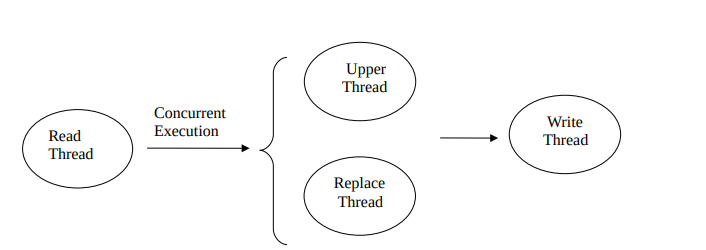 Read
Thread
Concurrent
Execution
Upper
Thread
Replace
Thread
Write
Thread